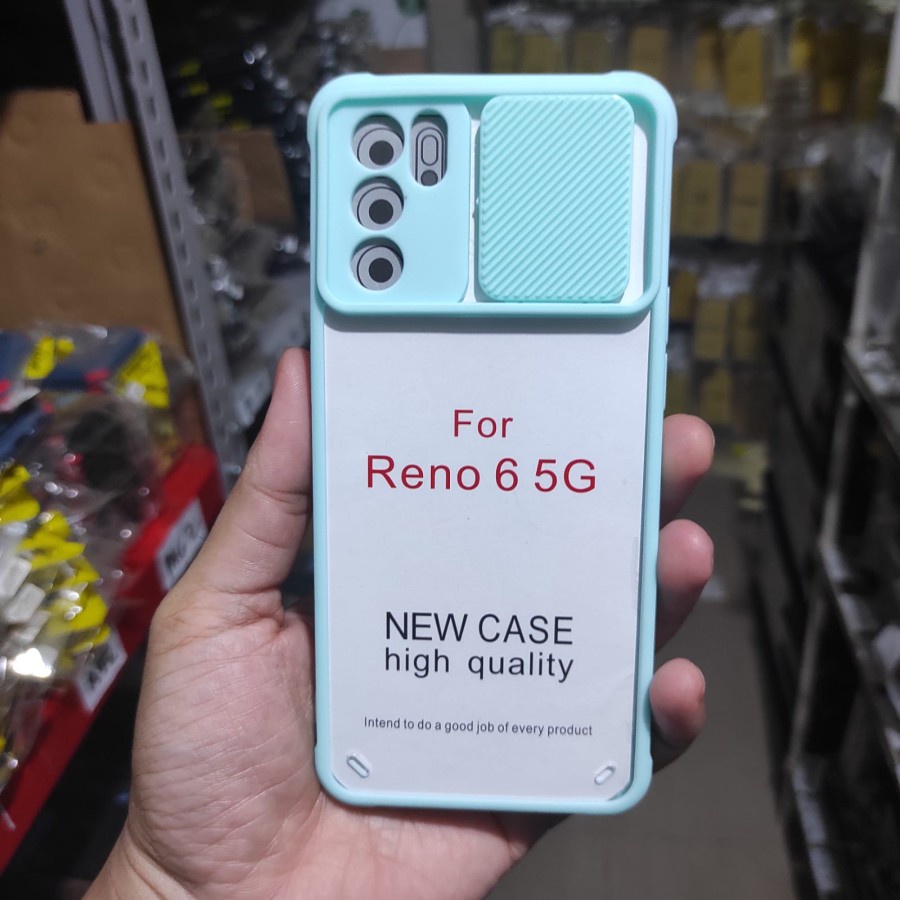 For
Reno 6 5G
NEW CASE
high quality
Intend to do a good job of every product